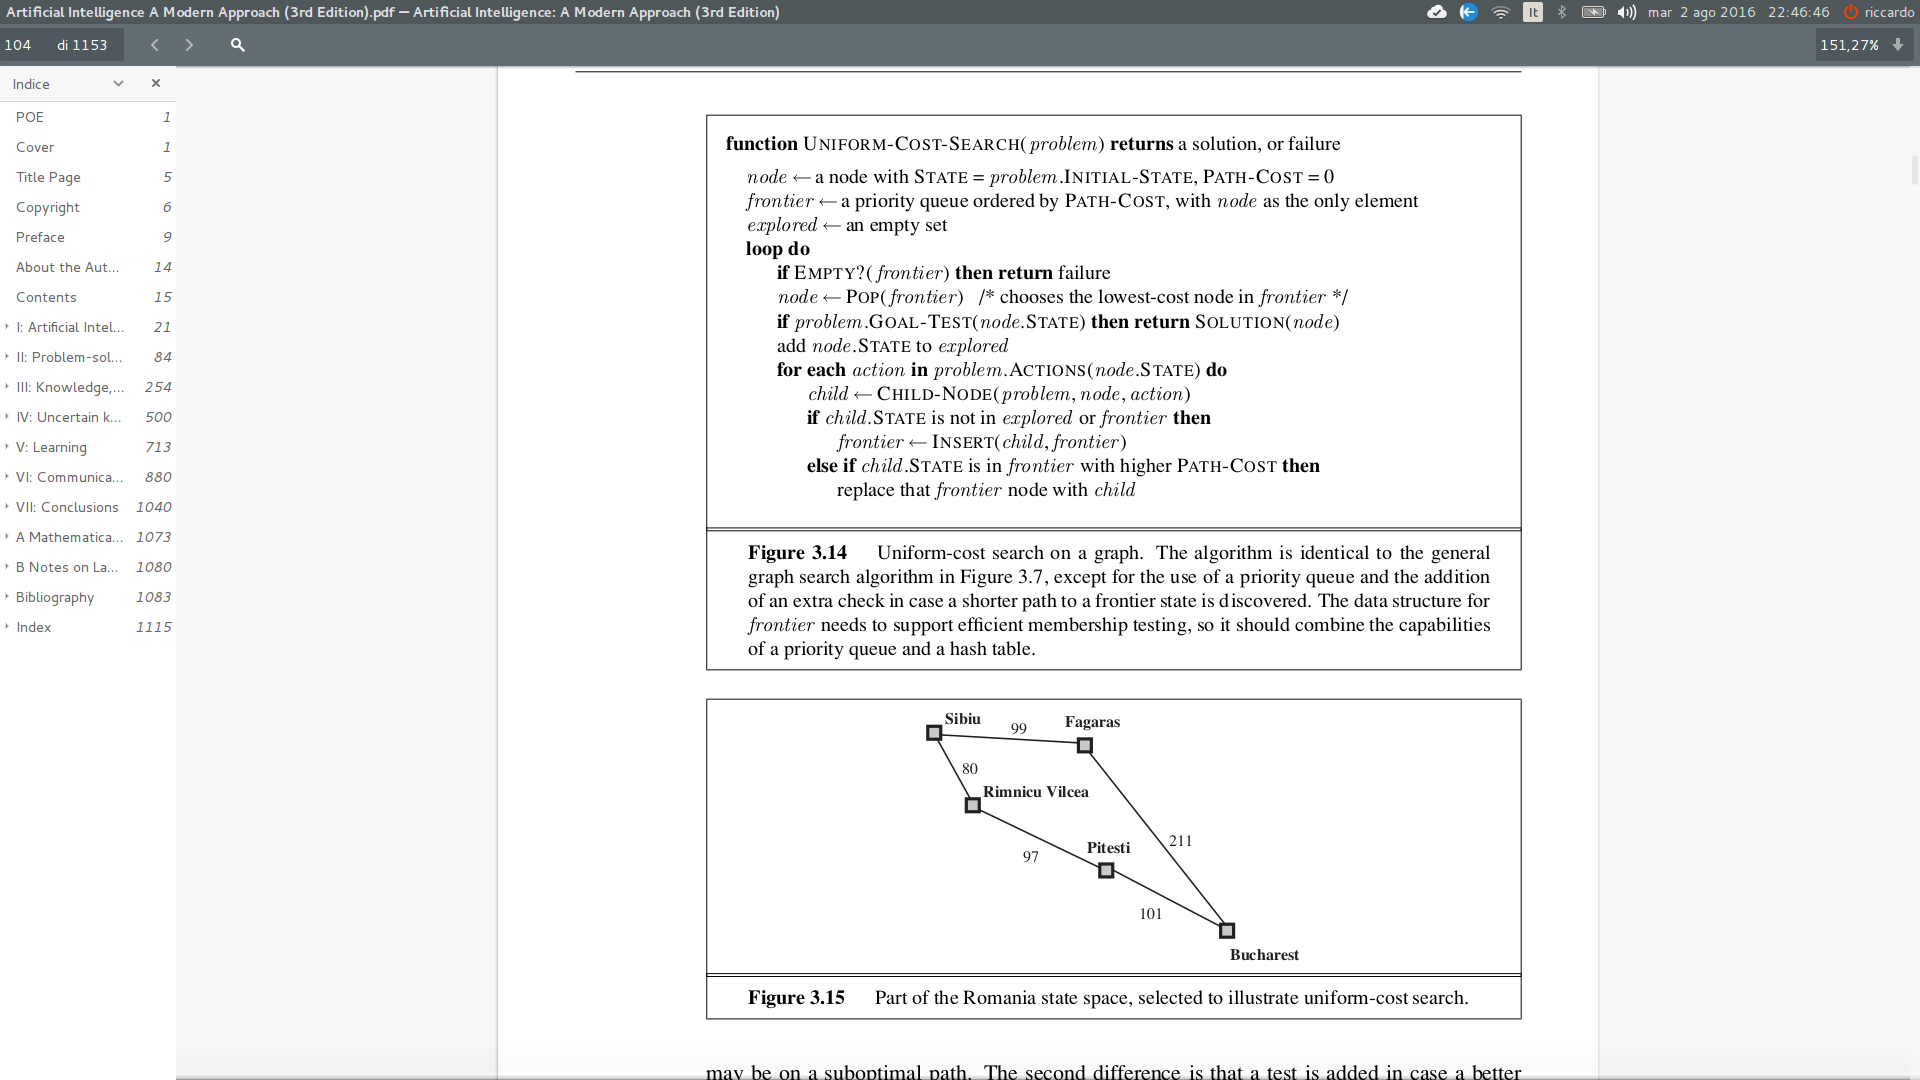 Artificial Intelligence A Modern Approach (3rd Edition).pdf — Artificial Intelligence: A Modern Approach (3rd Edition)
It
mar 2 ago 2016 22:46:46
riccardo
104 di 1153
151,27%
Indice
POE 1
Cover 1
Title Page 5
Copyright 6
Preface 9
About the Aut... 14
Contents 15
I: Artificial Intel... 21
II: Problem-sol... 84
III: Knowledge,... 254
IV: Uncertain k... 500
V: Learning 713
VI: Communica... 880
VII: Conclusions 1040
A Mathematica... 1073
B Notes on La... 1080
Bibliography 1083
Index 1115
function UNIFORM-COST-SEARCH(problem) returns a solution, or failure
node ← a node with STATE = problem.INITIAL-STATE, PATH-COST = 0
frontier ← a priority queue ordered by PATH-COST, with node as the only element
explored ← an empty set
loop do
if EMPTY?(frontier) then return failure
node ← POP(frontier) /* chooses the lowest-cost node in frontier */
if problem.GOAL-TEST(node.STATE) then return SOLUTION(node)
add node.STATE to explored
for each action in problem.ACTIONS(node.STATE) do
child ← CHILD-NODE(problem, node, action)
if child.STATE is not in explored or frontier then
frontier ← INSERT(child, frontier)
else if child.STATE is in frontier with higher PATH-COST then
replace that frontier node with child
Figure 3.14 Uniform-cost search on a graph. The algorithm is identical to the general
graph search algorithm in Figure 3.7, except for the use of a priority queue and the addition
of an extra check in case a shorter path to a frontier state is discovered. The data structure for
frontier needs to support efficient membership testing, so it should combine the capabilities
of a priority queue and a hash table.
Sibiu
99
Fagaras
80
Rimnicu Vilcea
211
Pitesti
97
101
Bucharest
Figure 3.15 Part of the Romania state space, selected to illustrate uniform-cost search.
may be on a suboptimal path. The second difference is that a test is added in case a better